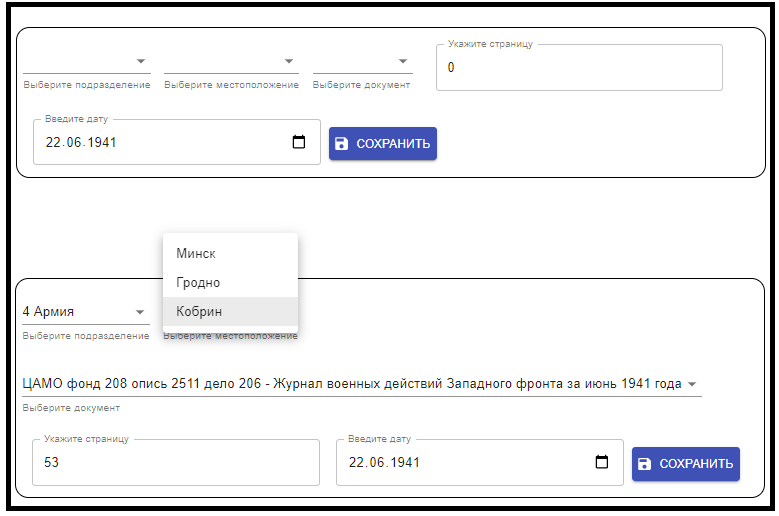 Укажите страницу
0
Выберите подразделение Выберите местоположение Выберите документ
Введите дату
22.06.1941 СОХРАНИТЬ
Минск
Гродно
Кобрин
4 Армия
Выберите подразделение Выберите местоположение
ЦАМО фонд 208 опись 2511 дело 206 - Журнал военных действий Западного фронта за июнь 1941 года
Выберите документ
Укажите страницу Введите дату
53 22.06.1941 СОХРАНИТЬ